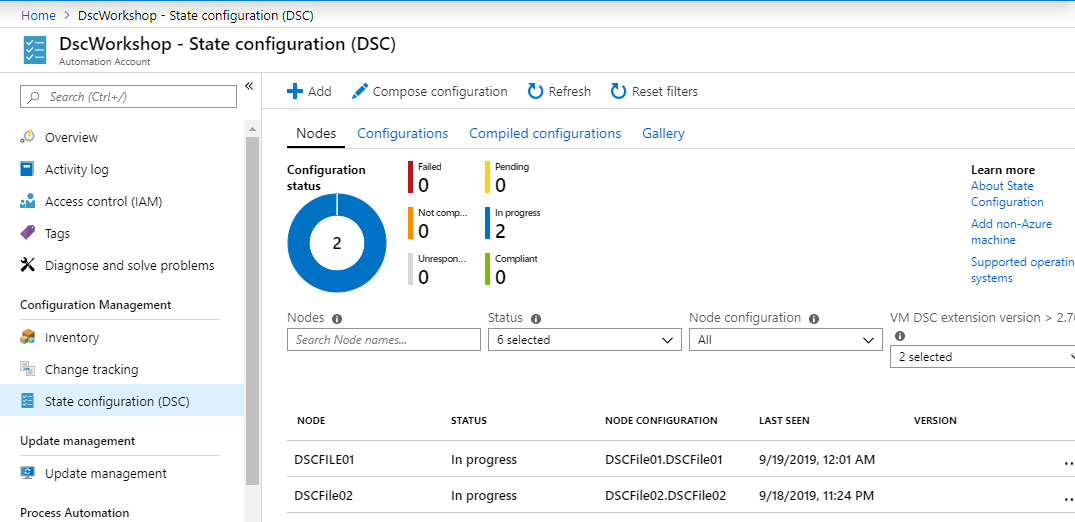 Home > DscWorkshop - State configuration (DSC)
DscWorkshop - State configuration (DSC)
Automation Account
Search (Ctrl+/)
«
Overview
Activity log
Access control (IAM)
Tags
Diagnose and solve problems
Configuration Management
Inventory
Change tracking
State configuration (DSC)
Update management
Update management
Process Automation
Add Compose configuration Refresh Reset filters
Nodes Configurations Compiled configurations Gallery
Configuration
status
2
Failed
0
Pending
0
Not comp...
0
In progress
2
Unrespon...
0
Compliant
0
Learn more
About State
Configuration
Add non-Azure
machine
Supported operatin
systems
Nodes
Search Node names...
Status
6 selected
Node configuration
All
VM DSC extension version > 2.70
2 selected
NODE STATUS NODE CONFIGURATION LAST SEEN VERSION
DSCFILE01 In progress DSCFile01.DSCFile01 9/19/2019, 12:01 AM ..
DSCFile02 In progress DSCFile02.DSCFile02 9/18/2019, 11:24 PM ..